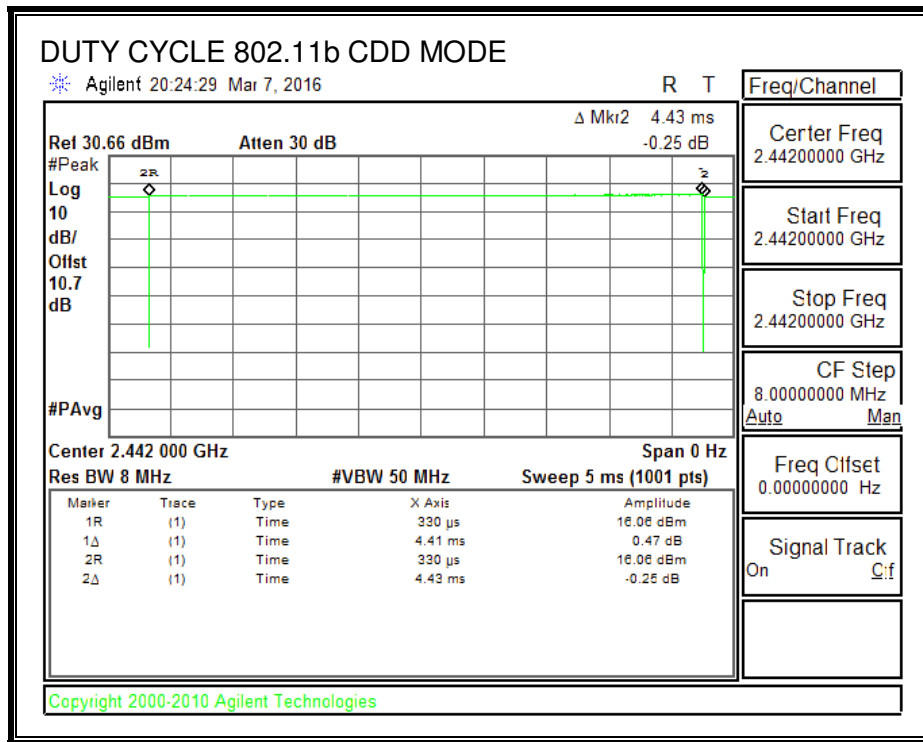 DUTY CYCLE 802.11b CDD MODE
Agilent 20:24:29 Mar 7, 2016 R T
Freq/Channel
Δ Mkr2 4.43 ms
Ref 30.66 dBm Atten 30 dB -0.25 dB
#Peak
Log
10
dB/
Offst
10.7
dB
2R
2
#PAvg
Center 2.442 000 GHz Span 0 Hz
Res BW 8 MHz #VBW 50 MHz Sweep 5 ms (1001 pts)
Marker Trace Type X Axis Amplitude
1R (1) Time 330 µs 16.06 dBm
1Δ (1) Time 4.41 ms 0.47 dB
2R (1) Time 330 µs 16.06 dBm
2Δ (1) Time 4.43 ms -0.25 dB
Center Freq
2.44200000 GHz
Start Freq
2.44200000 GHz
Stop Freq
2.44200000 GHz
CF Step
8.00000000 MHz
Auto Man
Freq Offset
0.00000000 Hz
Signal Track
On Off
Copyright 2000-2010 Agilent Technologies